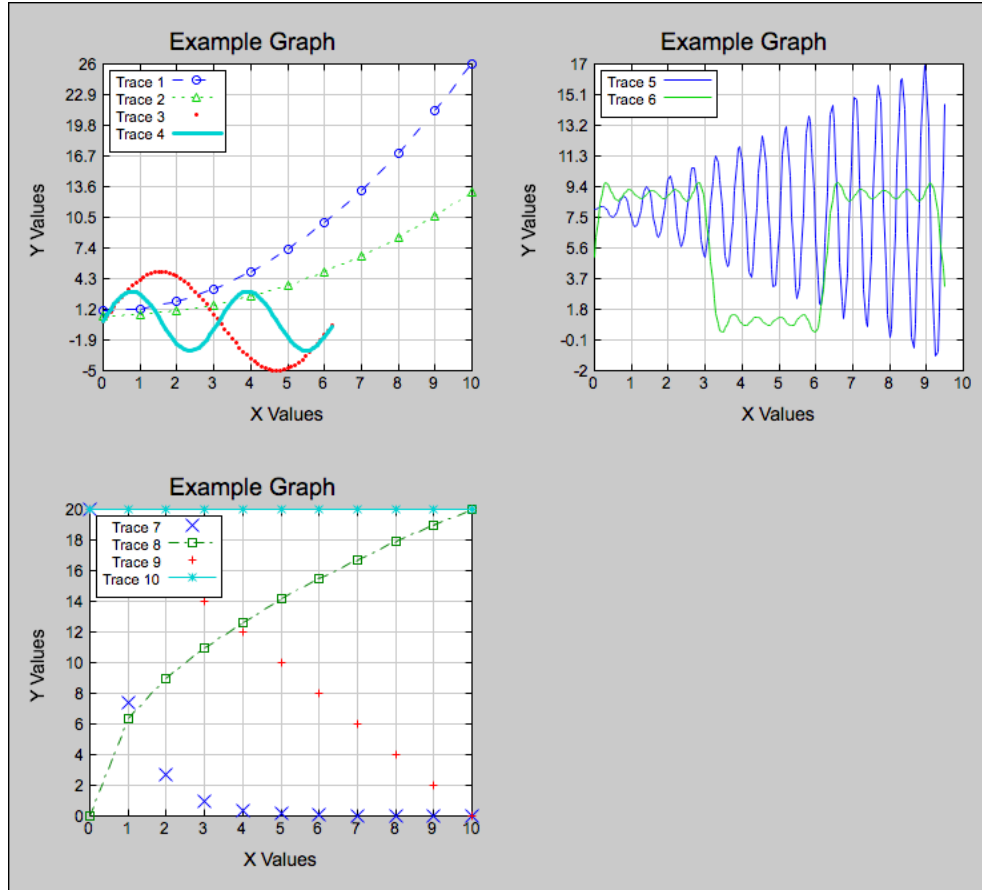 Example Graph
26
22.9
19.8
16.7
13.6
10.5
7.4
4.3
1.2
-1.9
-5
Y Values
Trace 1
Trace 2
Trace 3
Trace 4
0 1 2 3 4 5 6 7 8 9 10
X Values
Example Graph
17
15.1
13.2
11.3
9.4
7.5
5.6
3.7
1.8
-0.1
-2
Y Values
Trace 5
Trace 6
0 1 2 3 4 5 6 7 8 9 10
X Values
Example Graph
20
18
16
14
12
10
8
6
4
2
0
Y Values
Trace 7
Trace 8
Trace 9
Trace 10
0 1 2 3 4 5 6 7 8 9 10
X Values